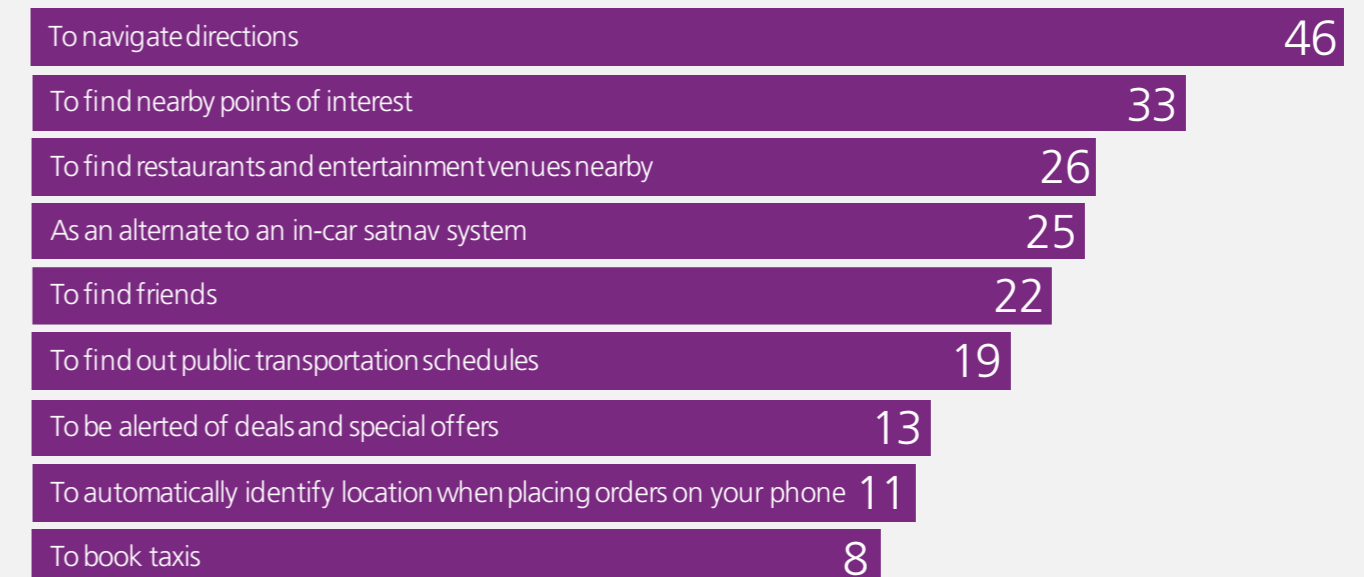 To navigate directions 46
To find nearby points of interest 33
To find restaurants and entertainment venues nearby 26
As an alternate to an in-car satnav system 25
To find friends 22
To find out public transportation schedules 19
To be alerted of deals and special offers 13
To automatically identify location when placing orders on your phone 11
To book taxis 8